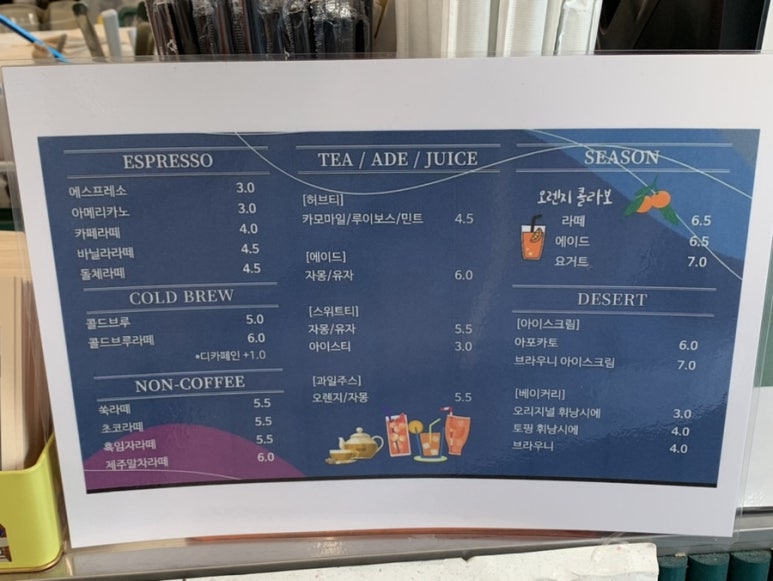 ESPRESSO
에스프레소 3.0
아메리카노 3.0
카페라떼 4.0
바닐라라떼 4.5
돌체라떼 4.5
COLD BREW
콜드브루 5.0
콜드브루라떼 6.0
*디카페인 +1.0
NON-COFFEE
쑥라떼 5.5
초코라떼 5.5
흑임자라떼 5.5
제주말차라떼 6.0
TEA / ADE / JUICE
[허브티]
카모마일/루이보스/민트 4.5
[에이드]
자몽/유자 6.0
[스위트티]
자몽/유자 5.5
아이스티 3.0
[과일주스]
오렌지/자몽 5.5
SEASON
오렌지 콜라보
라떼 6.5
에이드 6.5
요거트 7.0
DESERT
[아이스크림]
아포카토 6.0
브라우니 아이스크림 7.0
[베이커리]
오리지널 휘낭시에 3.0
토핑 휘낭시에 4.0
브라우니 4.0